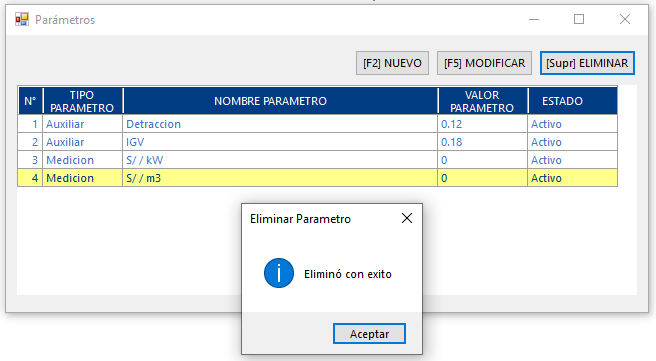 Parámetros
[F2] NUEVO [F5] MODIFICAR [Supr] ELIMINAR
N° TIPO PARAMETRO NOMBRE PARAMETRO VALOR PARAMETRO ESTADO
1 Auxiliar Detraccion 0.12 Activo
2 Auxiliar IGV 0.18 Activo
3 Medicion S/ / kW 0 Activo
4 Medicion S/ / m3 0 Activo
Eliminar Parametro
Eliminó con exito
Aceptar